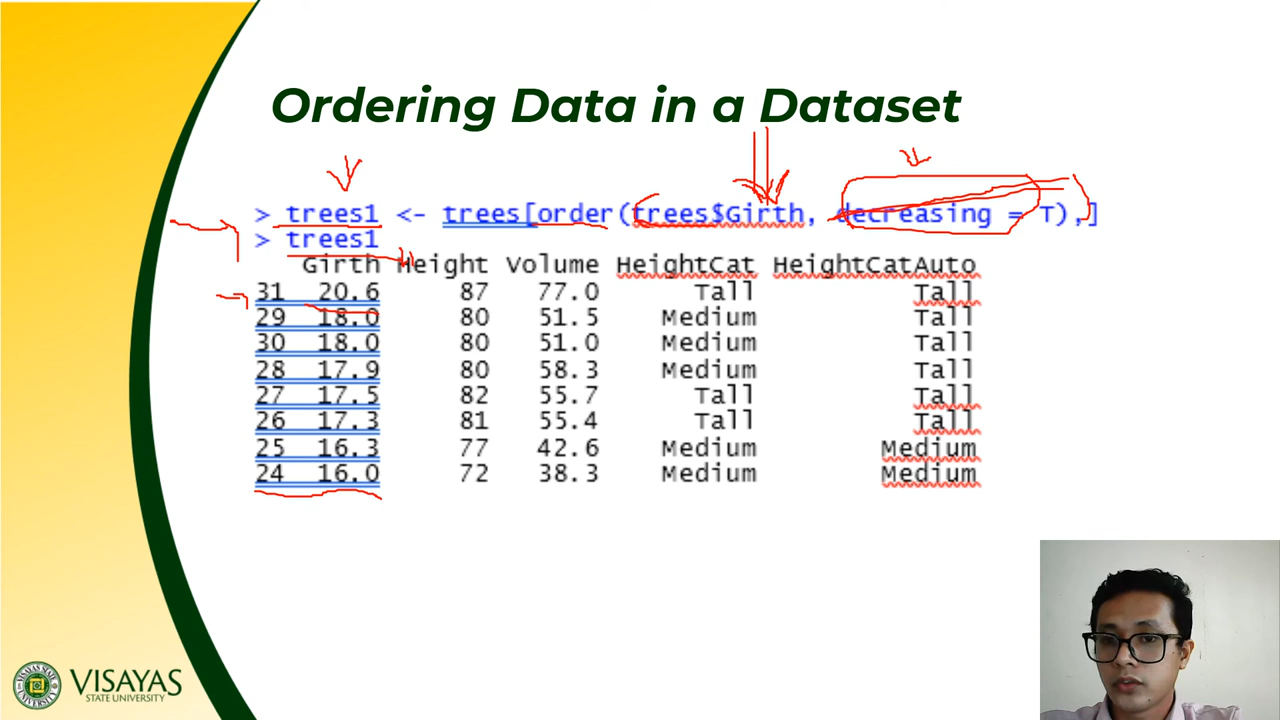 Ordering Data in a Dataset
> trees1 <- trees[order(trees$Girth, decreasing = T),]
> trees1
Girth Height Volume HeightCat HeightCatAuto
31 20.6 87 77.0 Tall Tall
29 18.0 80 51.5 Medium Tall
30 18.0 80 51.0 Medium Tall
28 17.9 80 58.3 Medium Tall
27 17.5 82 55.7 Tall Tall
26 17.3 81 55.4 Tall Tall
25 16.3 77 42.6 Medium Medium
24 16.0 72 38.3 Medium Medium
VISAYAS
STATE UNIVERSITY